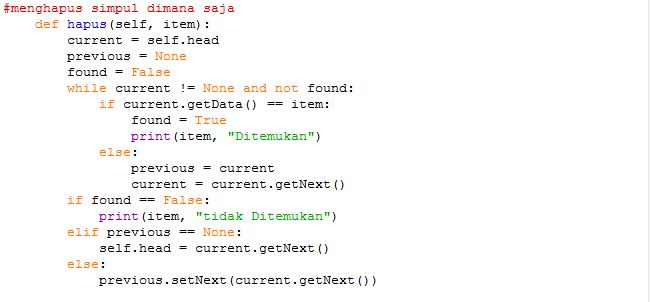 #menghapus simpul dimana saja
    def hapus(self, item):
        current = self.head
        previous = None
        found = False
        while current != None and not found:
            if current.getData() == item:
                found = True
                print(item, "Ditemukan")
            else:
                previous = current
                current = current.getNext()
        if found == False:
            print(item, "tidak Ditemukan")
        elif previous == None:
            self.head = current.getNext()
        else:
            previous.setNext(current.getNext())